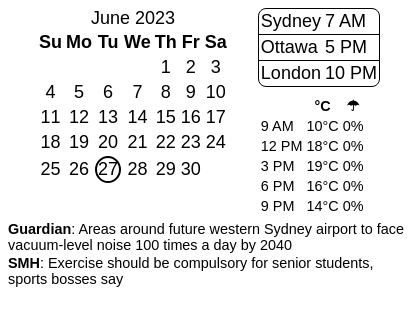 June 2023
Su Mo Tu We Th Fr Sa
1 2 3
4 5 6 7 8 9 10
11 12 13 14 15 16 17
18 19 20 21 22 23 24
25 26 27 28 29 30
Sydney 7 AM
Ottawa 5 PM
London 10 PM
°C ☂
9 AM 10°C 0%
12 PM 18°C 0%
3 PM 19°C 0%
6 PM 16°C 0%
9 PM 14°C 0%
Guardian: Areas around future western Sydney airport to face
vacuum-level noise 100 times a day by 2040
SMH: Exercise should be compulsory for senior students,
sports bosses say